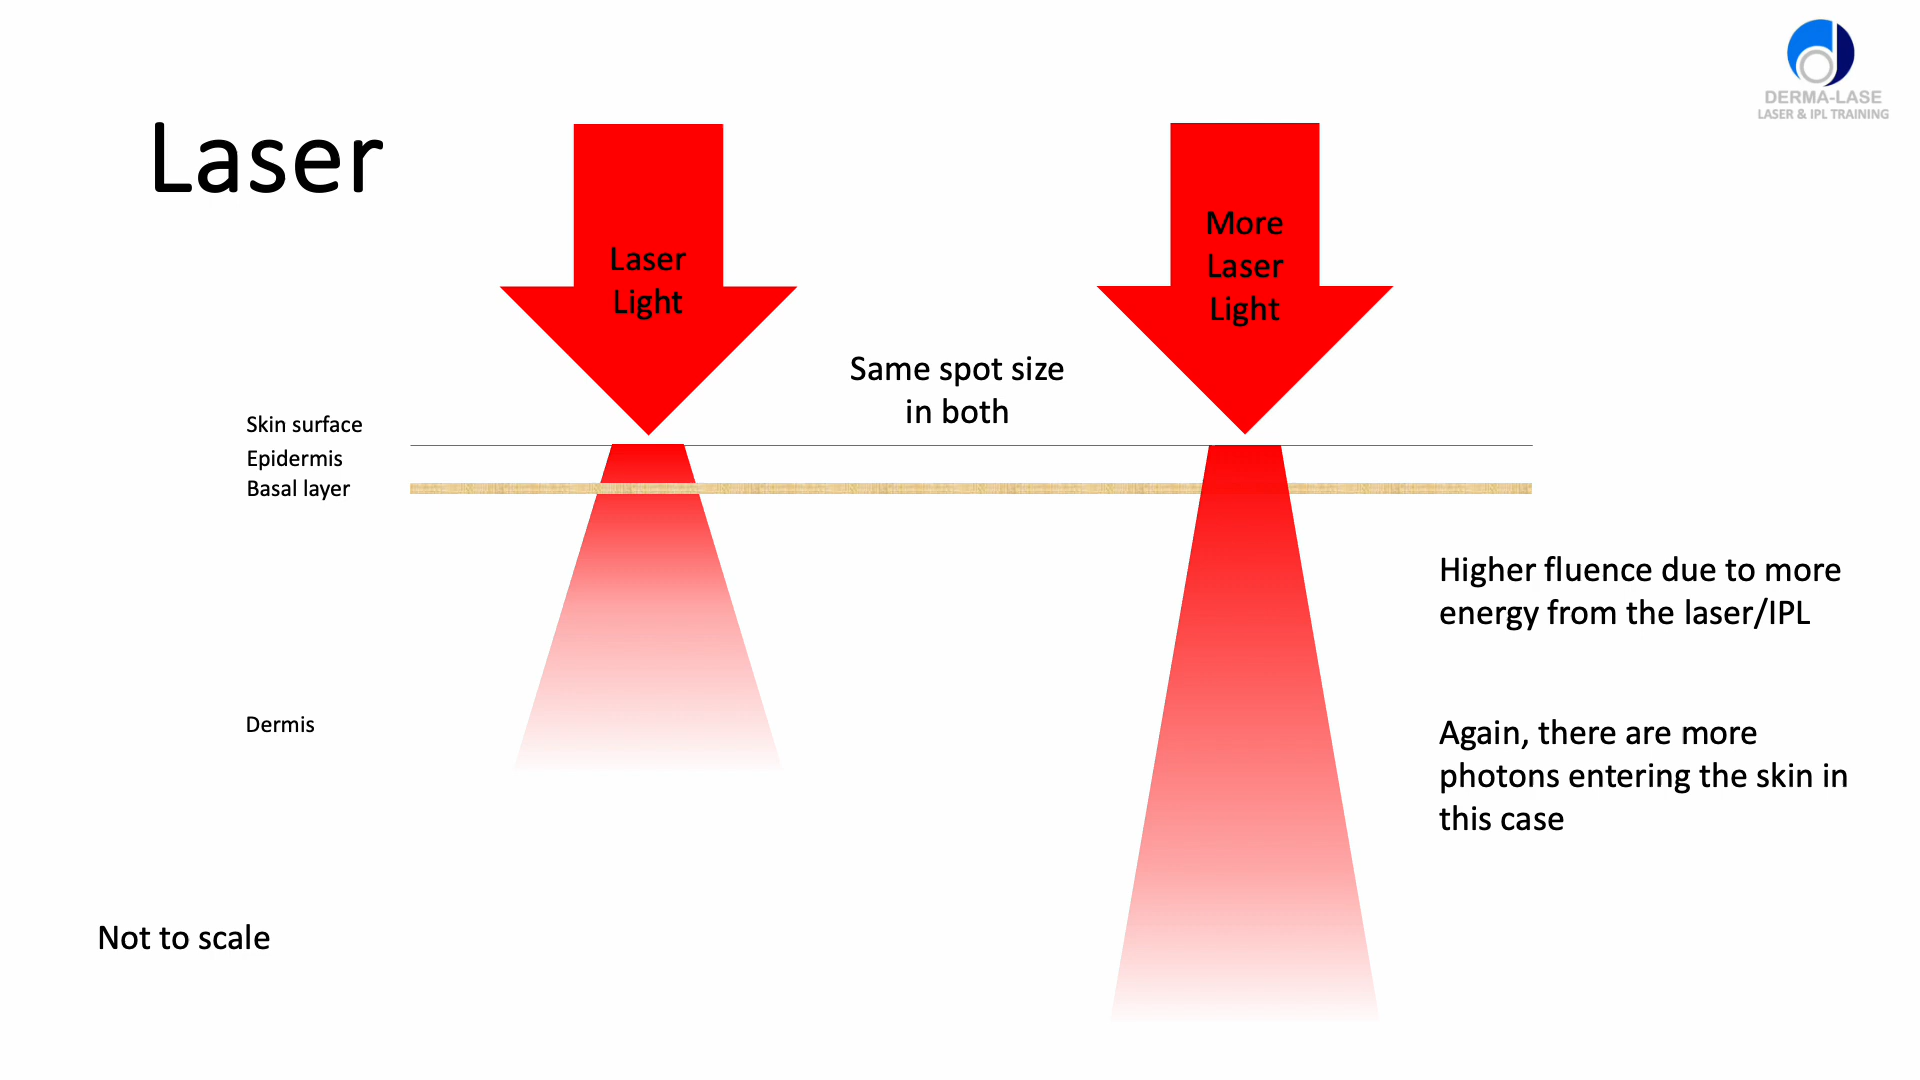 DERMA-LASE
LASER & IPL TRAINING
Laser
Laser
Light
More
Laser
Light
Same spot size
in both
Skin surface
Epidermis
Basal layer
Dermis
Higher fluence due to more
energy from the laser/IPL
Again, there are more
photons entering the skin in
this case
Not to scale